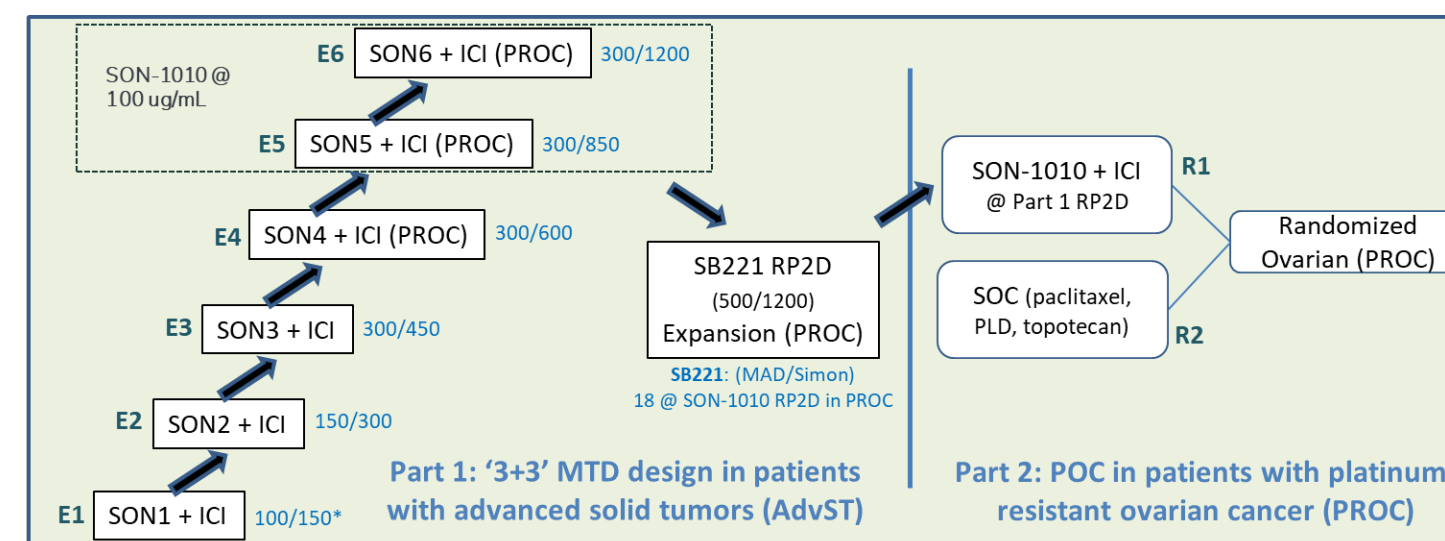 E6 SON6 + ICI (PROC) 300/1200
SON-1010 @
100 ug/mL
E5 SON5 + ICI (PROC) 300/850
E4 SON4 + ICI (PROC) 300/600
E3 SON3 + ICI 300/450
E2 SON2 + ICI 150/300
E1 SON1 + ICI 100/150*
SB221 RP2D
(500/1200)
Expansion (PROC)
SB221: (MAD/Simon)
18 @ SON-1010 RP2D in PROC
Part 1: ‘3+3’ MTD design in patients
with advanced solid tumors (AdvST)
SON-1010 + ICI
@ Part 1 RP2D
R1
SOC (paclitaxel,
PLD, topotecan)
R2
Randomized
Ovarian (PROC)
Part 2: POC in patients with platinum
resistant ovarian cancer (PROC)